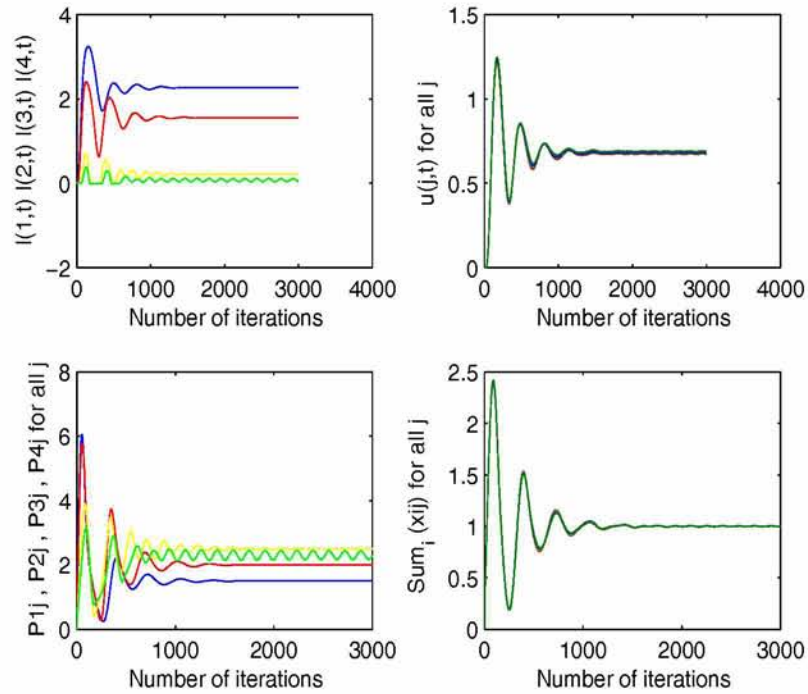 4
2
0
−2
l(1,t) l(2,t) l(3,t) l(4,t)
0 1000 2000 3000 4000
Number of iterations
1.5
1
0.5
0
u(j,t) for all j
0 1000 2000 3000 4000
Number of iterations
8
6
4
2
0
P1j , P2j , P3j , P4j for all j
0 1000 2000 3000
Number of iterations
2.5
2
1.5
1
0.5
0
Sum_i (xij) for all j
0 1000 2000 3000
Number of iterations